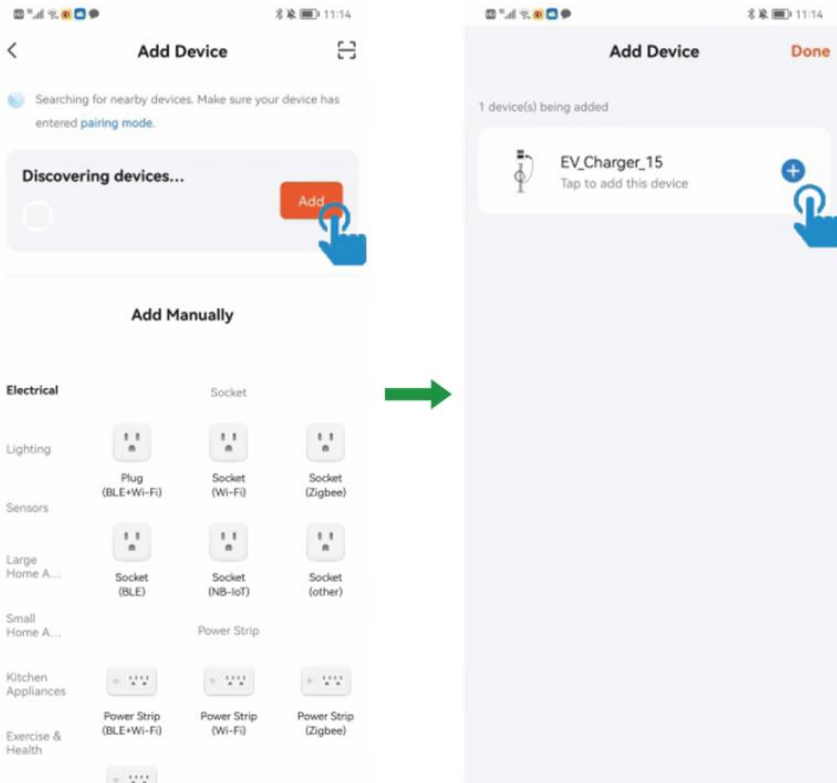 11:14
Add Device
Searching for nearby devices. Make sure your device has
entered pairing mode.
Discovering devices...
Add
Add Manually
Electrical
Socket
Lighting
Plug
(BLE+Wi-Fi)
Socket
(Wi-Fi)
Socket
(Zigbee)
Sensors
Large
Home A...
Socket
(BLE)
Socket
(NB-IoT)
Socket
(other)
Small
Home A...
Power Strip
Kitchen
Appliances
Power Strip
(BLE+Wi-Fi)
Power Strip
(Wi-Fi)
Power Strip
(Zigbee)
Exercise &
Health
11:14
Add Device
Done
1 device(s) being added
EV_Charger_15
Tap to add this device